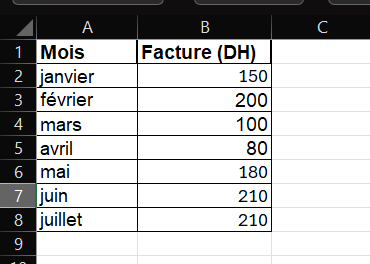 A B C
1 Mois Facture (DH)
2 janvier 150
3 février 200
4 mars 100
5 avril 80
6 mai 180
7 juin 210
8 juillet 210
9